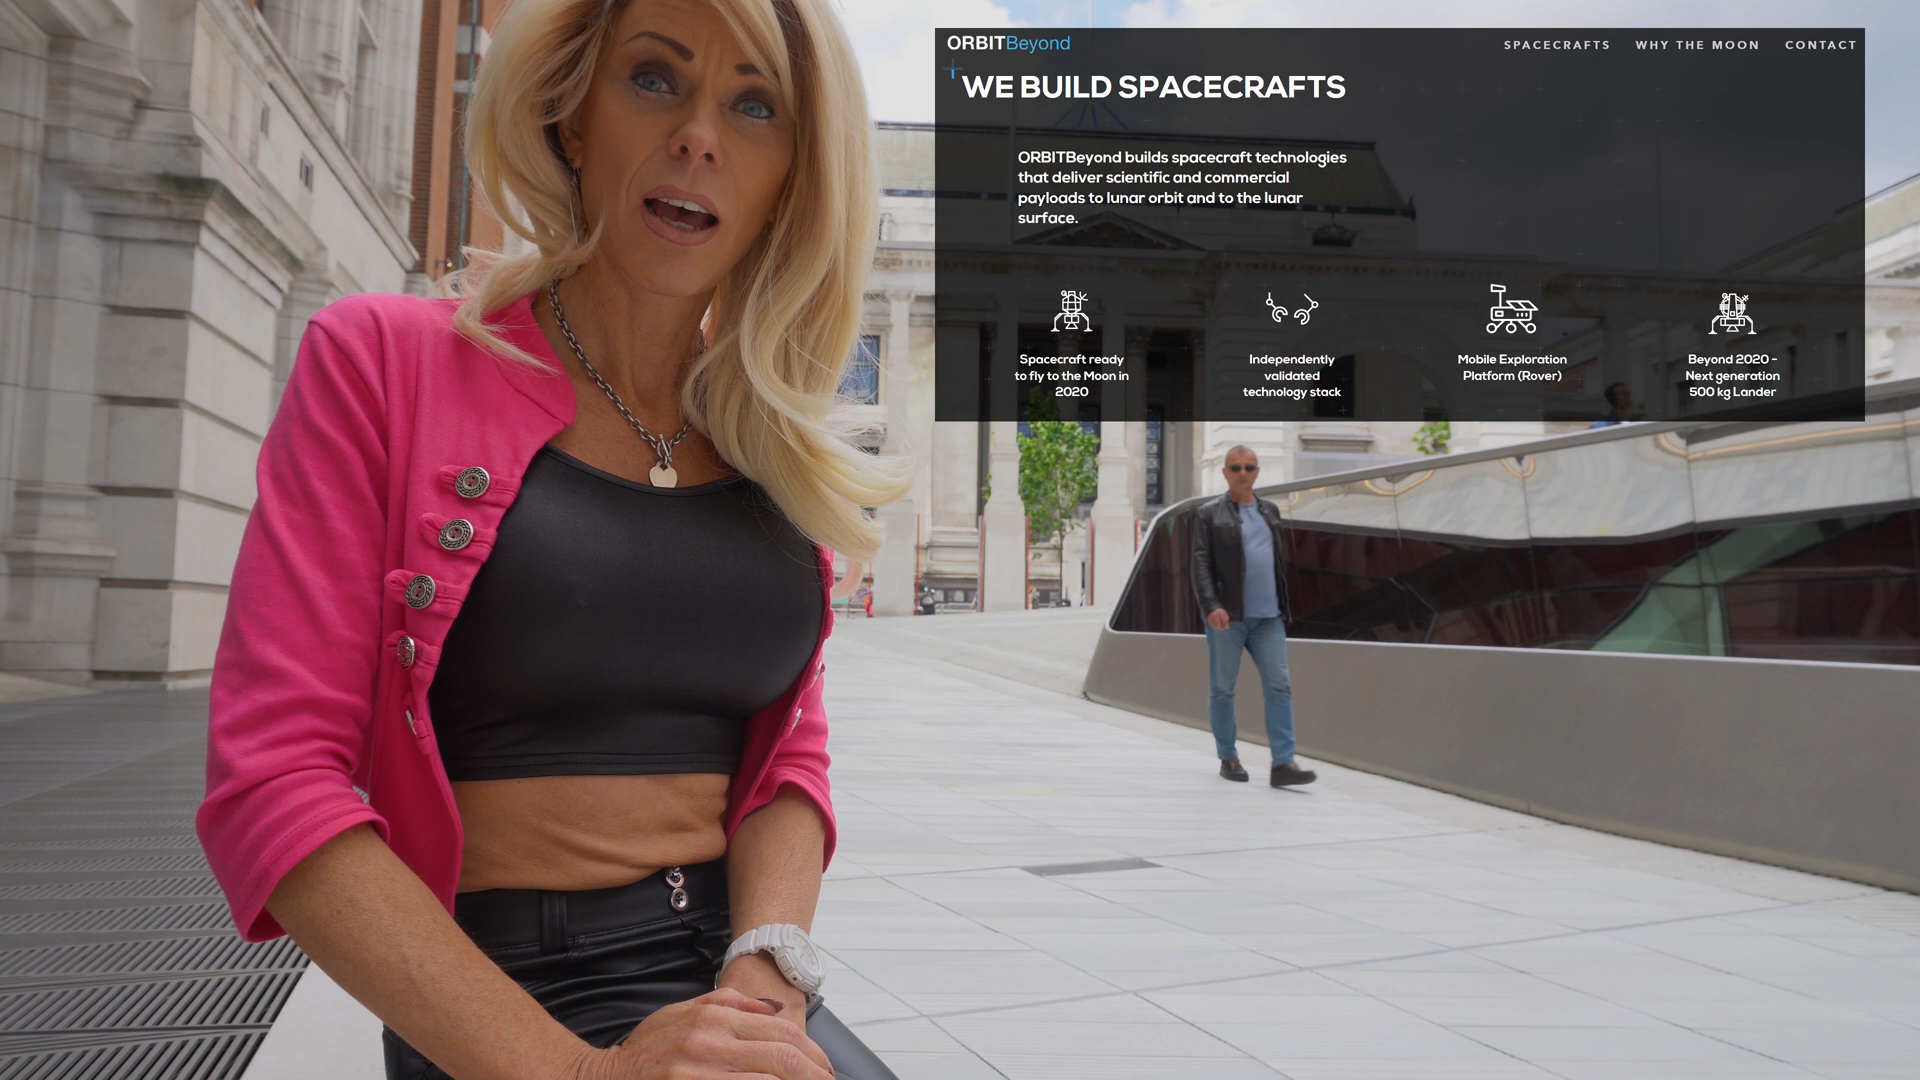 ORBITBeyond
SPACECRAFTS WHY THE MOON CONTACT
WE BUILD SPACECRAFTS
ORBITBeyond builds spacecraft technologies
that deliver scientific and commercial
payloads to lunar orbit and to the lunar
surface.
Spacecraft ready
to fly to the Moon in
2020
Independently
validated
technology stack
Mobile Exploration
Platform (Rover)
Beyond 2020 -
Next generation
500 kg Lander